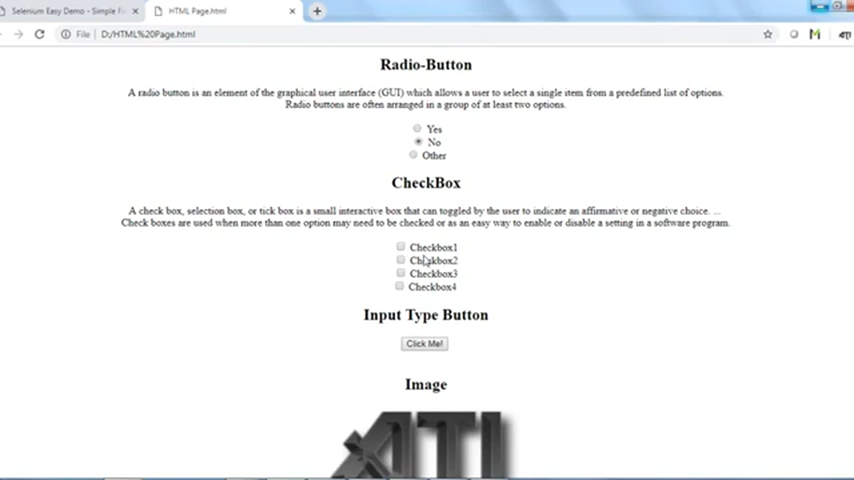 Selenium Easy Demo - Simple Fo
HTML Page.html
File
D:/HTML%20Page.html
Radio-Button
A radio button is an element of the graphical user interface (GUI) which allows a user to select a single item from a predefined list of options.
Radio buttons are often arranged in a group of at least two options.
Yes
No
Other
CheckBox
A check box, selection box, or tick box is a small interactive box that can toggled by the user to indicate an affirmative or negative choice. ...
Check boxes are used when more than one option may need to be checked or as an easy way to enable or disable a setting in a software program.
Checkbox1
Checkbox2
Checkbox3
Checkbox4
Input Type Button
Click Me!
Image